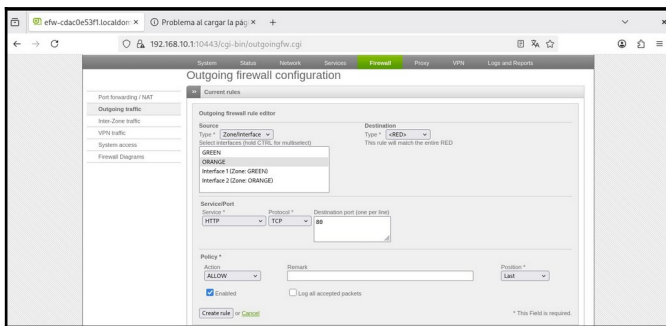 efw-cdac0e53f1.localdon × Problema al cargar la pág × +
192.168.10.1:10443/cgi-bin/outgoingfw.cgi
System Status Network Services Firewall Proxy VPN Logs and Reports
Outgoing firewall configuration
Port forwarding / NAT
Outgoing traffic
Inter-Zone traffic
VPN traffic
System access
Firewall Diagrams
>> Current rules
Outgoing firewall rule editor
Source Destination
Type * Zone/Interface Type * <RED>
Select interfaces (hold CTRL for multiselect) This rule will match the entire RED
GREEN
ORANGE
Interface 1 (Zone: GREEN)
Interface 2 (Zone: ORANGE)
Service/Port
Service * Protocol * Destination port (one per line)
HTTP TCP 80
Policy *
Action Remark Position *
ALLOW Last
Enabled Log all accepted packets
Create rule or Cancel * This Field is required.